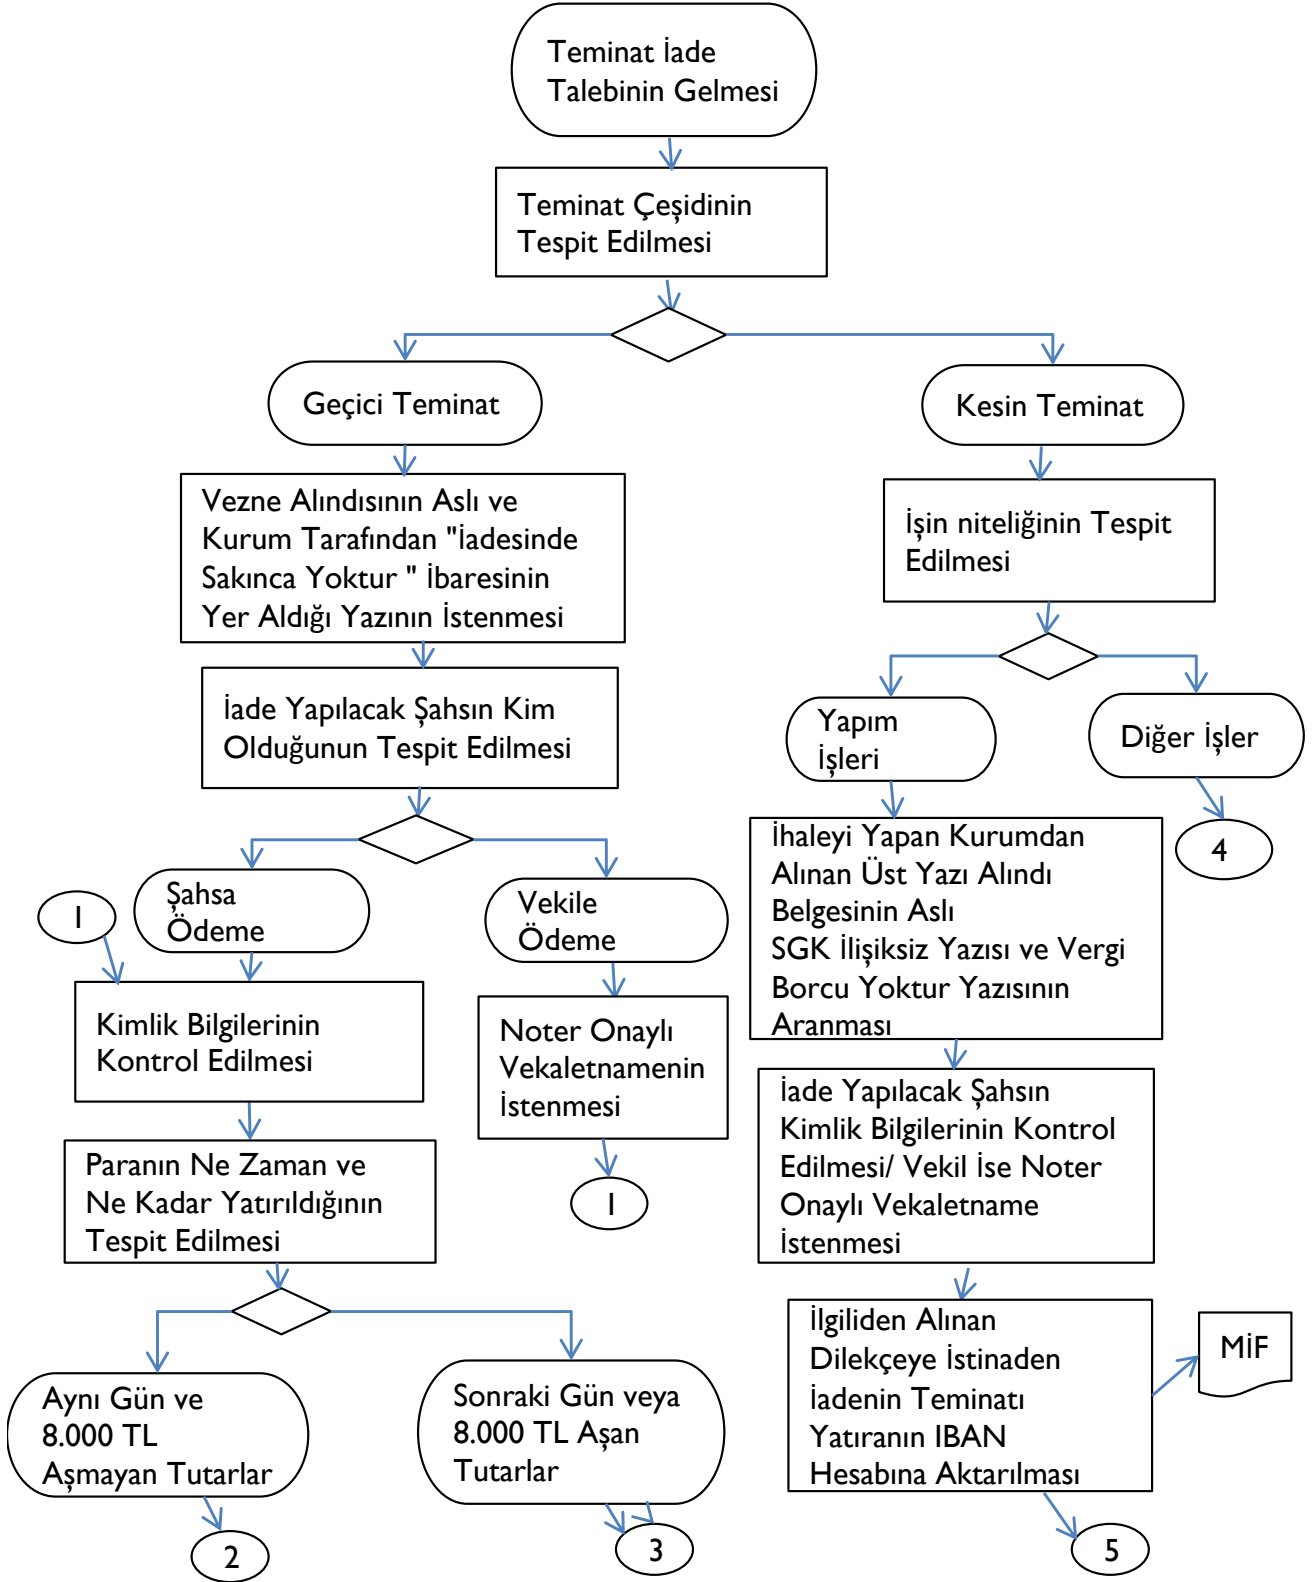 Teminat İade
Talebinin Gelmesi
Teminat Çeşidinin
Tespit Edilmesi
Geçici Teminat
Kesin Teminat
Vezne Alındısının Aslı ve
Kurum Tarafından "İadesinde
Sakınca Yoktur " İbaresinin
Yer Aldığı Yazının İstenmesi
İşin niteliğinin Tespit
Edilmesi
İade Yapılacak Şahsın Kim
Olduğunun Tespit Edilmesi
Yapım
İşleri
Diğer İşler
Şahsa
Ödeme
Vekile
Ödeme
1
4
İhaleyi Yapan Kurumdan
Alınan Üst Yazı Alındı
Belgesinin Aslı
SGK İlişiksiz Yazısı ve Vergi
Borcu Yoktur Yazısının
Aranması
Kimlik Bilgilerinin
Kontrol Edilmesi
Noter Onaylı
Vekaletnamenin
İstenmesi
İade Yapılacak Şahsın
Kimlik Bilgilerinin Kontrol
Edilmesi/ Vekil İse Noter
Onaylı Vekaletname
İstenmesi
Paranın Ne Zaman ve
Ne Kadar Yatırıldığının
Tespit Edilmesi
1
İlgiliden Alınan
Dilekçeye İstinaden
İadenin Teminatı
Yatıranın IBAN
Hesabına Aktarılması
MİF
Aynı Gün ve
8.000 TL
Aşmayan Tutarlar
Sonraki Gün veya
8.000 TL Aşan
Tutarlar
2
3
5